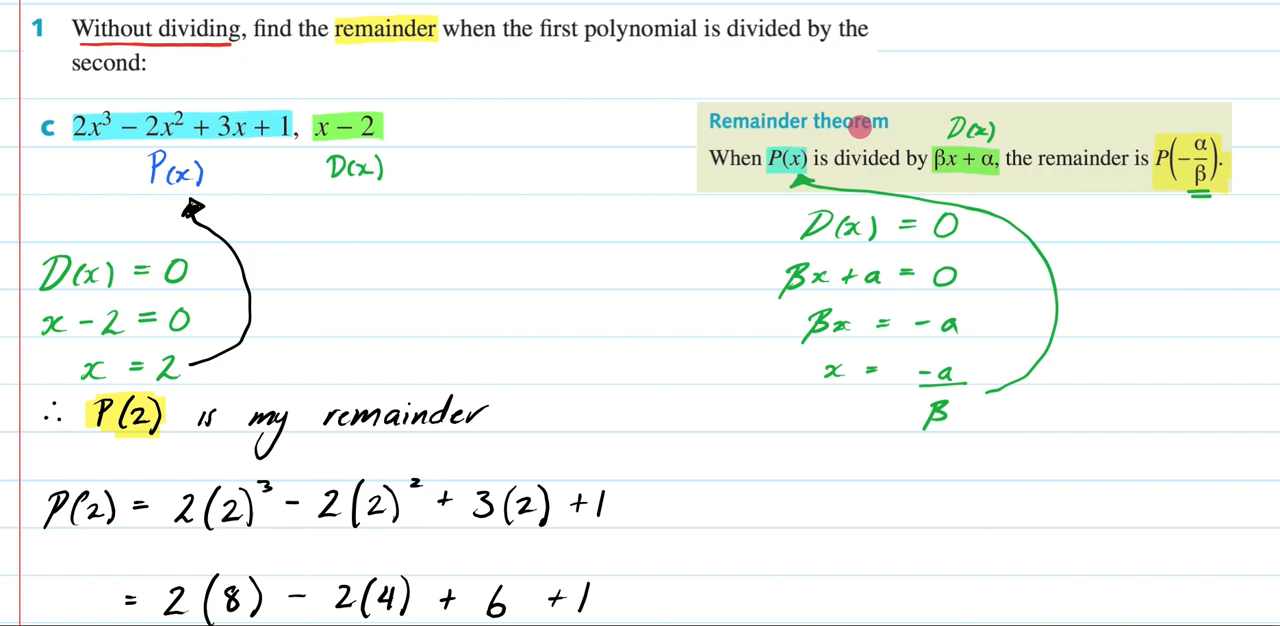 1 Without dividing, find the remainder when the first polynomial is divided by the
second:
c 2x³ − 2x² + 3x + 1, x − 2
P(x) D(x)
D(x) = 0
x - 2 = 0
x = 2
∴ P(2) is my remainder
P(2) = 2(2)³ - 2(2)² + 3(2) + 1
= 2(8) - 2(4) + 6 + 1
Remainder theorem
D(x)
When P(x) is divided by βx + α, the remainder is P(−α/β).
D(x) = 0
βx + a = 0
βx = -a
x = -a/β